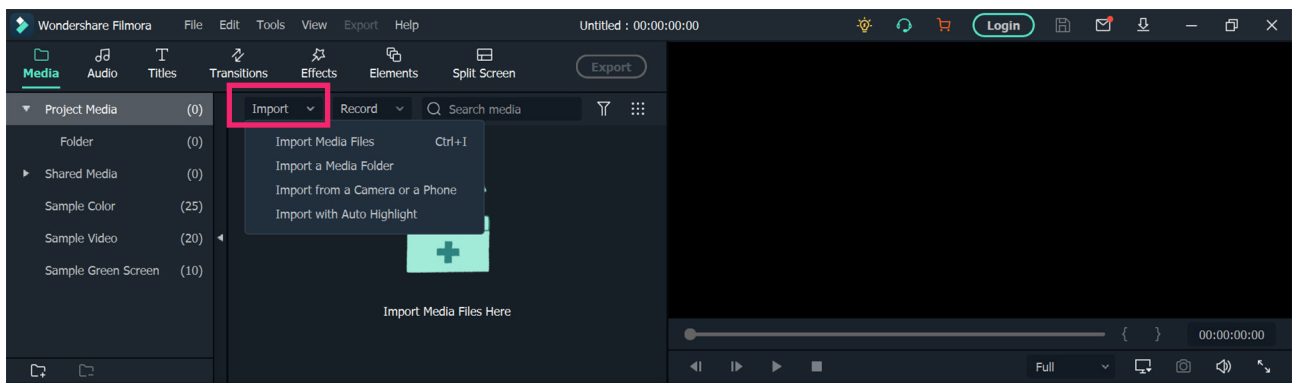 Wondershare Filmora File Edit Tools View Export Help Untitled : 00:00:00:00 Login
Media Audio Titles Transitions Effects Elements Split Screen Export
Project Media (0) Import Record Search media
Folder (0)
Shared Media (0)
Sample Color (25)
Sample Video (20)
Sample Green Screen (10)
Import Media Files Ctrl+I
Import a Media Folder
Import from a Camera or a Phone
Import with Auto Highlight
Import Media Files Here
{ } 00:00:00:00
Full